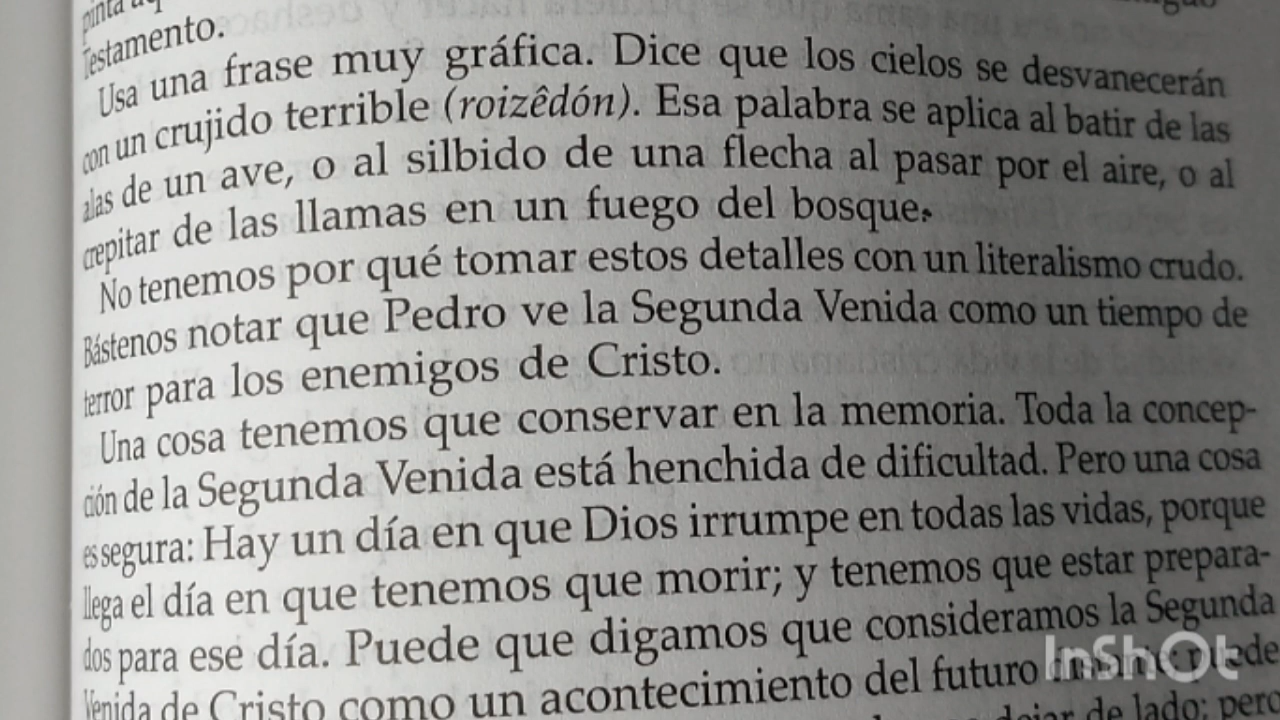 pinta
Testamento.
Usa una frase muy gráfica. Dice que los cielos se desvanecerán
con un crujido terrible (roizêdón). Esa palabra se aplica al batir de las
alas de un ave, o al silbido de una flecha al pasar por el aire, o al
crepitar de las llamas en un fuego del bosque.
No tenemos por qué tomar estos detalles con un literalismo crudo.
Bástenos notar que Pedro ve la Segunda Venida como un tiempo de
terror para los enemigos de Cristo.
Una cosa tenemos que conservar en la memoria. Toda la concep-
ción de la Segunda Venida está henchida de dificultad. Pero una cosa
es segura: Hay un día en que Dios irrumpe en todas las vidas, porque
llega el día en que tenemos que morir; y tenemos que estar prepara-
dos para ese día. Puede que digamos que consideramos la Segunda
Venida de Cristo como un acontecimiento del futuro puede
dejar de lado; pero
InShOt